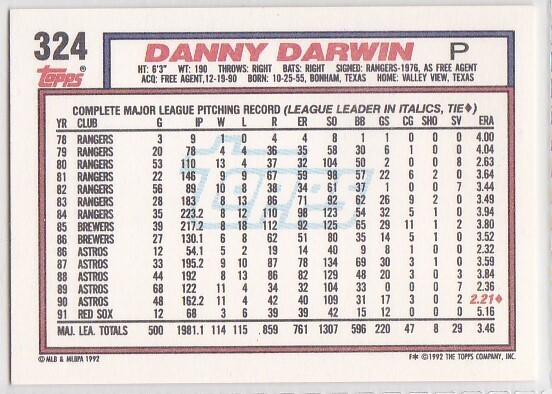 324 DANNY DARWIN P
Topps®
HT: 6'3" WT: 190 THROWS: RIGHT BATS: RIGHT SIGNED: RANGERS-1976, AS FREE AGENT
ACQ: FREE AGENT, 12-19-90 BORN: 10-25-55, BONHAM, TEXAS HOME: VALLEY VIEW, TEXAS
COMPLETE MAJOR LEAGUE PITCHING RECORD (LEAGUE LEADER IN ITALICS, TIE♦)
YR CLUB G IP W L R ER SO BB GS CG SHO SV ERA
78 RANGERS 3 9 1 0 4 4 8 1 1 0 0 0 4.00
79 RANGERS 20 78 4 4 36 35 58 30 6 1 0 0 4.04
80 RANGERS 53 110 13 4 37 32 104 50 2 0 0 8 2.63
81 RANGERS 22 146 9 9 67 59 98 57 22 6 2 0 3.64
82 RANGERS 56 89 10 8 38 34 61 37 1 0 0 7 3.44
83 RANGERS 28 183 8 13 86 71 92 62 26 9 2 0 3.49
84 RANGERS 35 223.2 8 12 110 98 123 54 32 5 1 0 3.94
85 BREWERS 39 217.2 8 18 112 92 125 65 29 11 1 2 3.80
86 BREWERS 27 130.1 6 8 62 51 80 35 14 5 1 0 3.52
86 ASTROS 12 54.1 5 2 19 14 40 9 8 1 0 0 2.32
87 ASTROS 33 195.2 9 10 87 78 134 69 30 3 1 0 3.59
88 ASTROS 44 192 8 13 86 82 129 48 20 3 0 3 3.84
89 ASTROS 68 122 11 4 34 32 104 33 0 0 0 7 2.36
90 ASTROS 48 162.2 11 4 42 40 109 31 17 3 0 2 2.21♦
91 RED SOX 12 68 3 6 39 39 42 15 12 0 0 0 5.16
MAJ. LEA. TOTALS 500 1981.1 114 115 859 761 1307 596 220 47 8 29 3.46
Topps
©MLB & MLBPA 1992 F* ©1992 THE TOPPS COMPANY, INC.